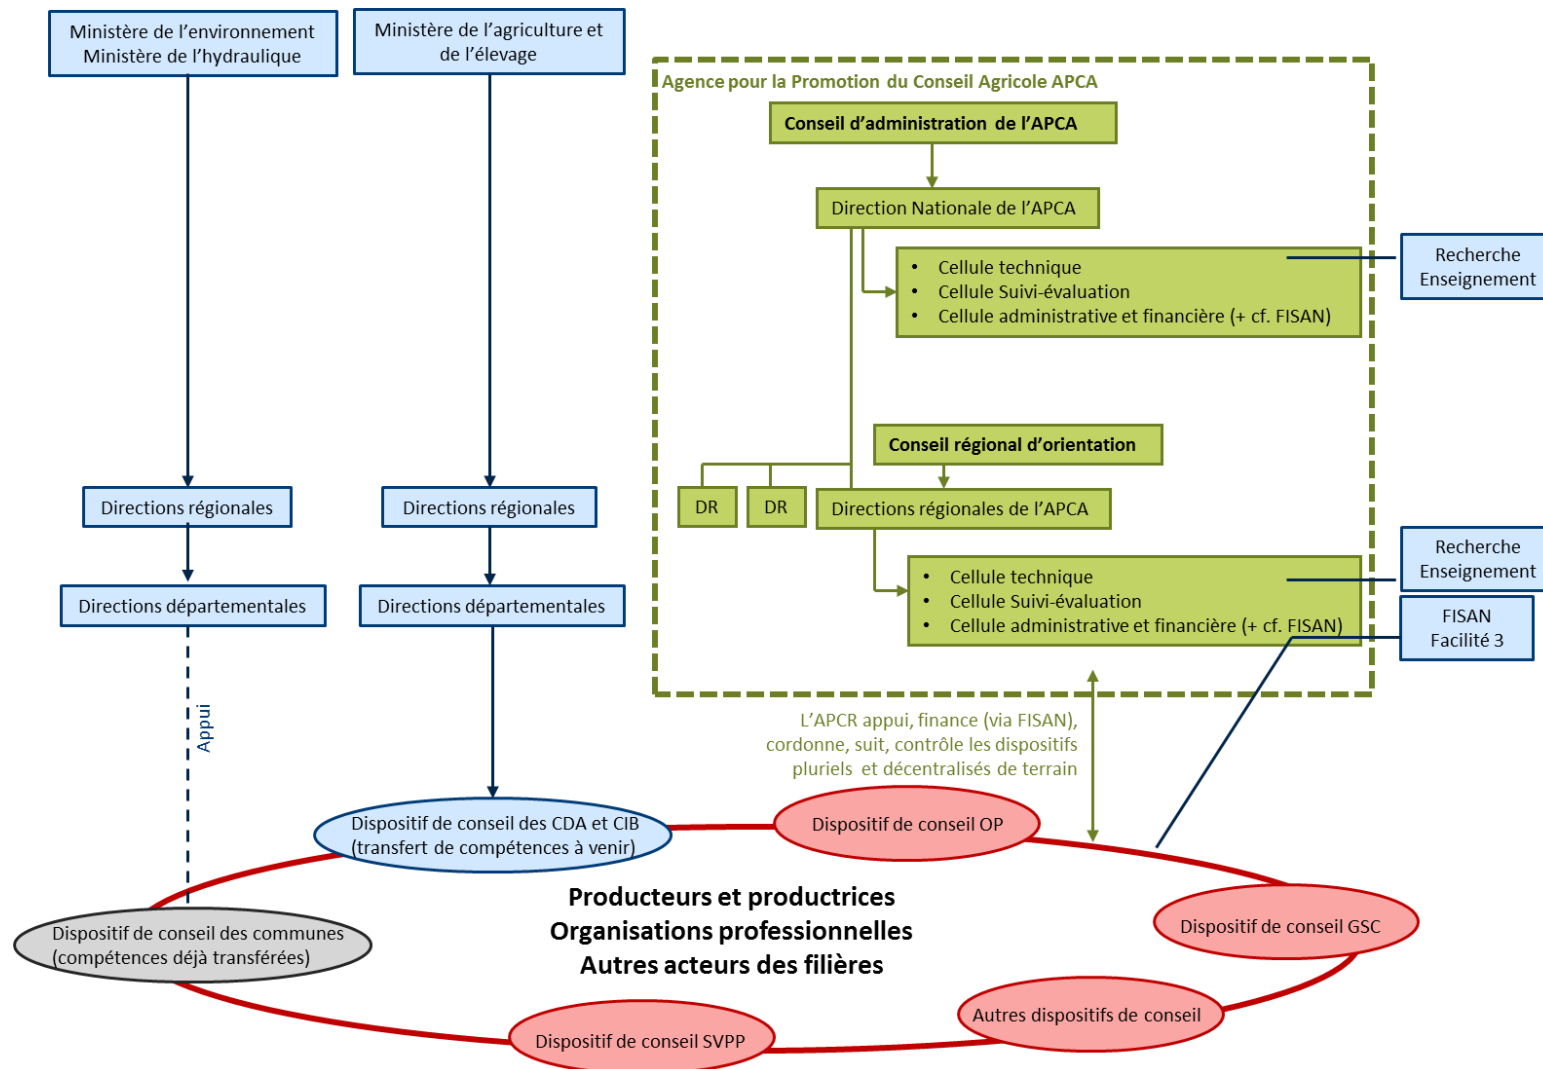 Ministère de l'environnement
Ministère de l'hydraulique
Ministère de l'agriculture et
de l'élevage
Agence pour la Promotion du Conseil Agricole APCA
Conseil d'administration de l'APCA
Direction Nationale de l'APCA
• Cellule technique
• Cellule Suivi-évaluation
• Cellule administrative et financière (+ cf. FISAN)
Recherche
Enseignement
Conseil régional d'orientation
Directions régionales
Directions régionales
DR
DR
Directions régionales de l'APCA
Directions départementales
Directions départementales
• Cellule technique
• Cellule Suivi-évaluation
• Cellule administrative et financière (+ cf. FISAN)
Recherche
Enseignement
FISAN
Facilité 3
Appui
L'APCR appui, finance (via FISAN),
cordonne, suit, contrôle les dispositifs
pluriels et décentralisés de terrain
Dispositif de conseil des CDA et CIB
(transfert de compétences à venir)
Dispositif de conseil OP
Dispositif de conseil des communes
(compétences déjà transférées)
Producteurs et productrices
Organisations professionnelles
Autres acteurs des filières
Dispositif de conseil GSC
Dispositif de conseil SVPP
Autres dispositifs de conseil